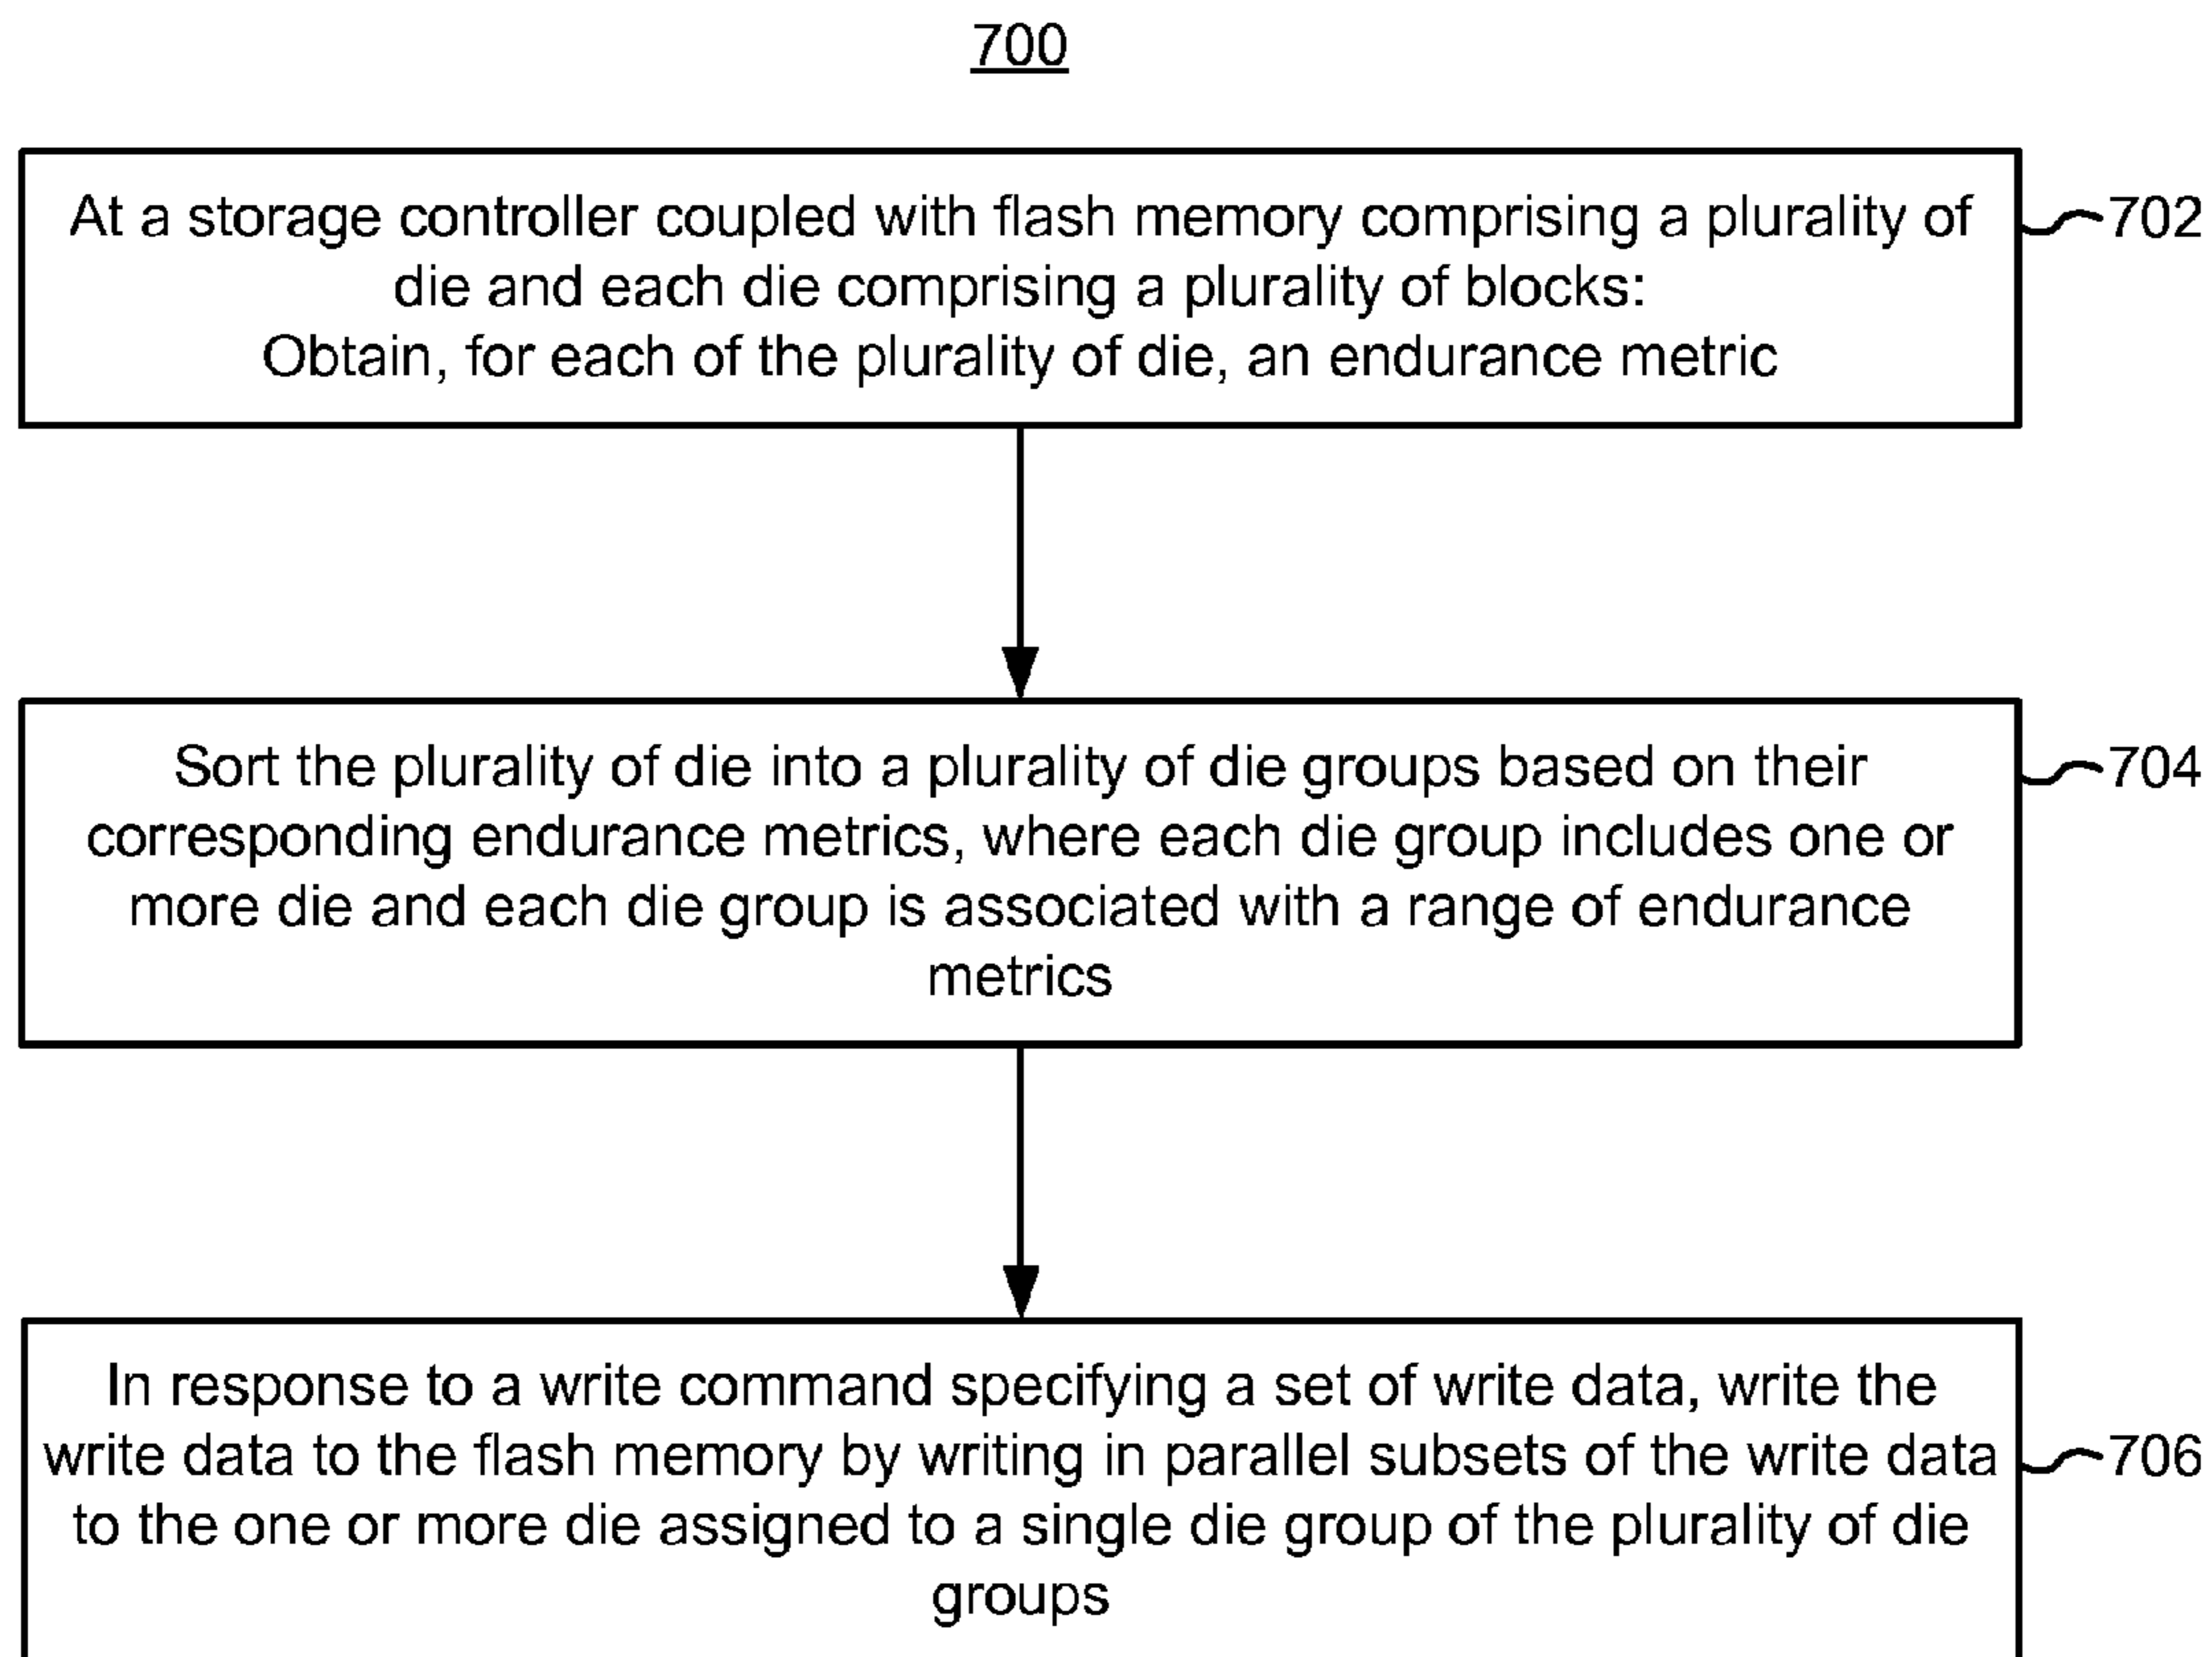 700
At a storage controller coupled with flash memory comprising a plurality of
die and each die comprising a plurality of blocks:
Obtain, for each of the plurality of die, an endurance metric
702
Sort the plurality of die into a plurality of die groups based on their
corresponding endurance metrics, where each die group includes one or
more die and each die group is associated with a range of endurance
metrics
704
In response to a write command specifying a set of write data, write the
write data to the flash memory by writing in parallel subsets of the write data
to the one or more die assigned to a single die group of the plurality of die
groups
706